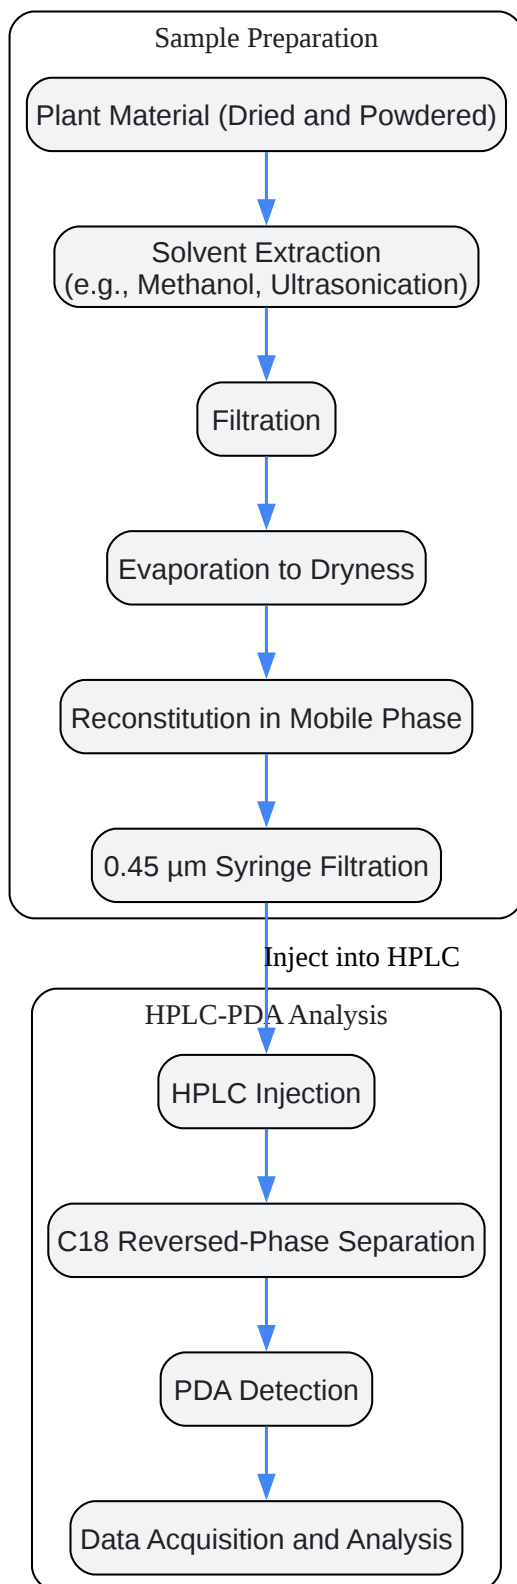 Sample Preparation
Plant Material (Dried and Powdered)
Solvent Extraction
(e.g., Methanol, Ultrasonication)
Filtration
Evaporation to Dryness
Reconstitution in Mobile Phase
0.45 µm Syringe Filtration
Inject into HPLC
HPLC-PDA Analysis
HPLC Injection
C18 Reversed-Phase Separation
PDA Detection
Data Acquisition and Analysis